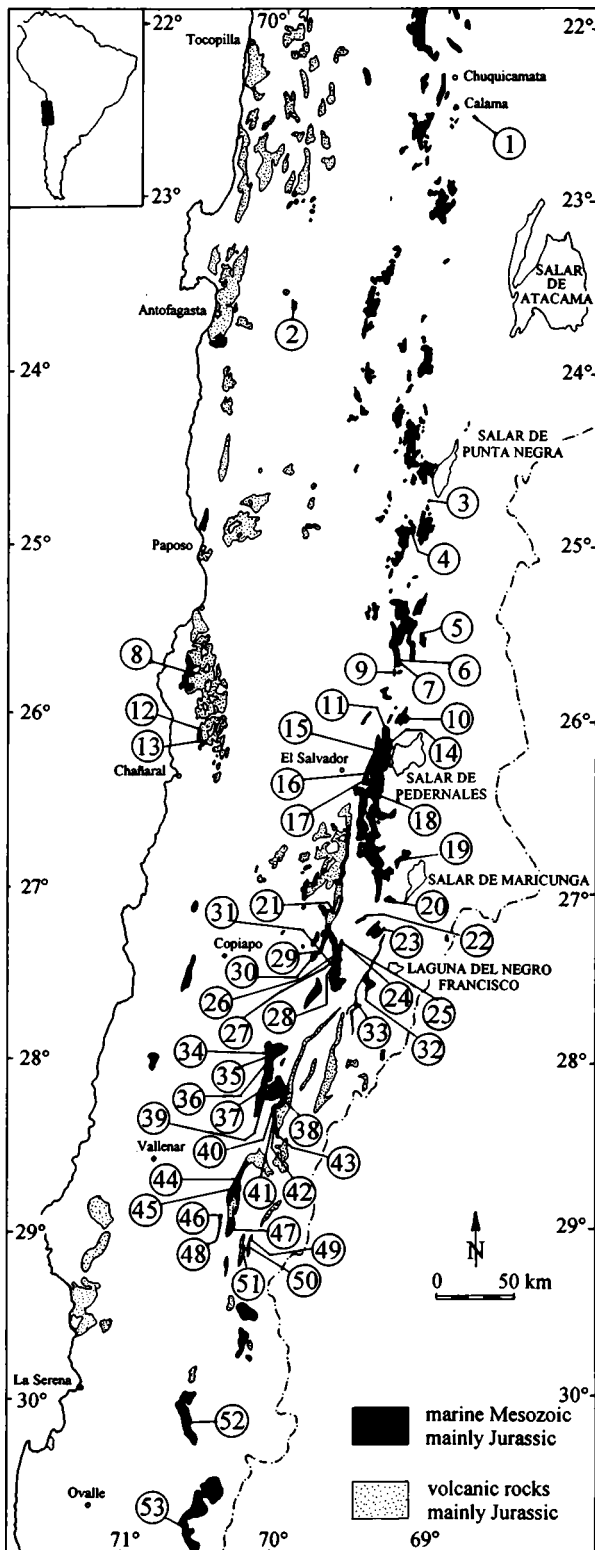 22°
70°
22°
Tocopilla
Chuquicamata
Calama
1
23°
23°
SALAR
DE
ATACAMA
Antofagasta
2
24°
24°
SALAR DE
PUNTA NEGRA
3
Paposo
4
25°
25°
5
8
9
6
7
10
11
12
26°
26°
15
13
14
El Salvador
Chañaral
16
SALAR DE
PEDERNALES
17
18
19
27°
SALAR DE MARICUNGA
27°
21
20
31
22
Copiapo
29
23
30
LAGUNA DEL NEGRO
FRANCISCO
26
24
27
28
25
33
32
34
28°
28°
35
36
37
39
38
40
43
Vallenar
44
41
42
45
46
47
29°
29°
48
49
50
51
N
0 50 km
La Serena
30°
30°
52
marine Mesozoic
mainly Jurassic
Ovalle
volcanic rocks
mainly Jurassic
53
71°
70°
69°